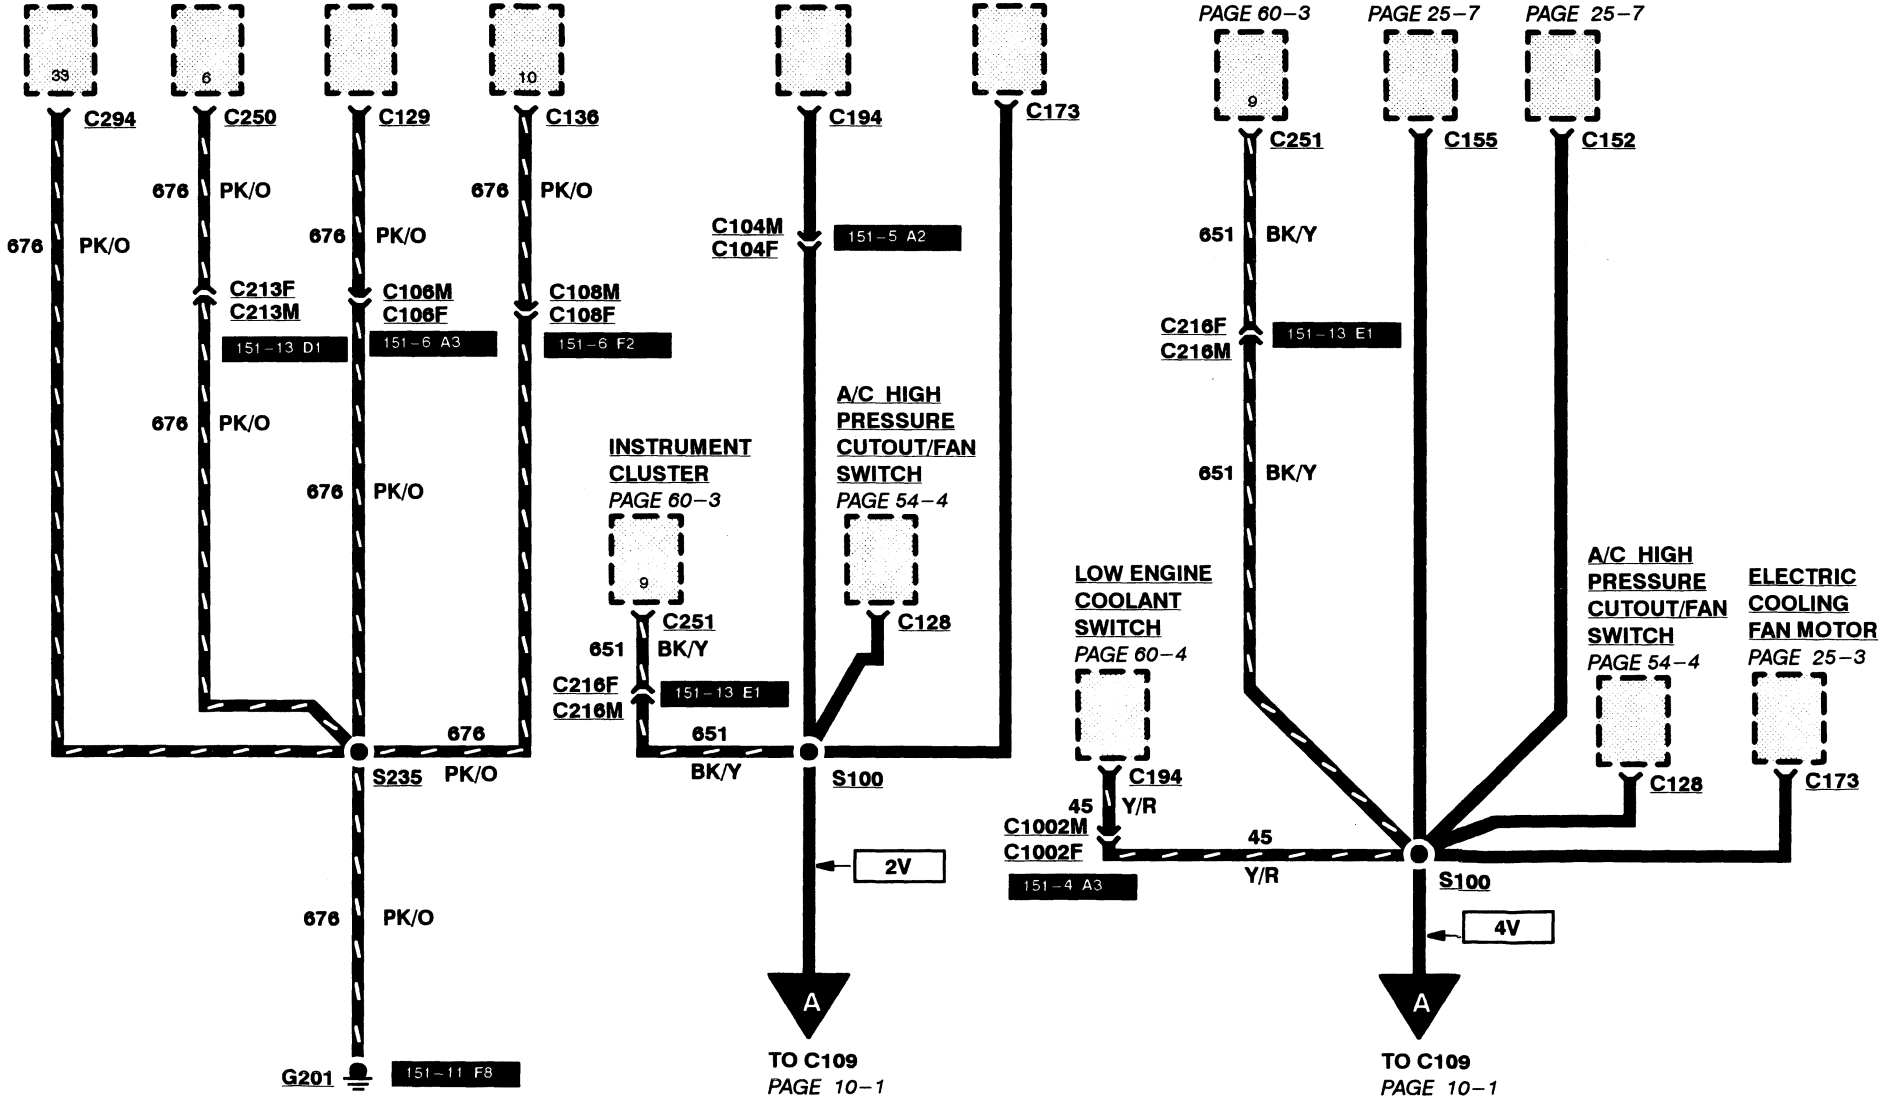 PAGE 60-3
PAGE 25-7
PAGE 25-7
33
6
10
9
C294
C250
C129
C136
C194
C173
C251
C155
C152
676 PK/O
676 PK/O
676 PK/O
676 PK/O
C104M
C104F
151-5 A2
651 BK/Y
C213F
C213M
151-13 D1
C106M
C106F
151-6 A3
C108M
C108F
151-6 F2
C216F
C216M
151-13 E1
676 PK/O
676 PK/O
651 BK/Y
INSTRUMENT
CLUSTER
PAGE 60-3
9
C251
651 BK/Y
C216F
C216M
151-13 E1
651
BK/Y
A/C HIGH
PRESSURE
CUTOUT/FAN
SWITCH
PAGE 54-4
C128
LOW ENGINE
COOLANT
SWITCH
PAGE 60-4
C194
45 Y/R
C1002M
C1002F
151-4 A3
45
Y/R
A/C HIGH
PRESSURE
CUTOUT/FAN
SWITCH
PAGE 54-4
C128
ELECTRIC
COOLING
FAN MOTOR
PAGE 25-3
C173
676
PK/O
S235
S100
S100
676 PK/O
2V
4V
G201
151-11 F8
A
TO C109
PAGE 10-1
A
TO C109
PAGE 10-1